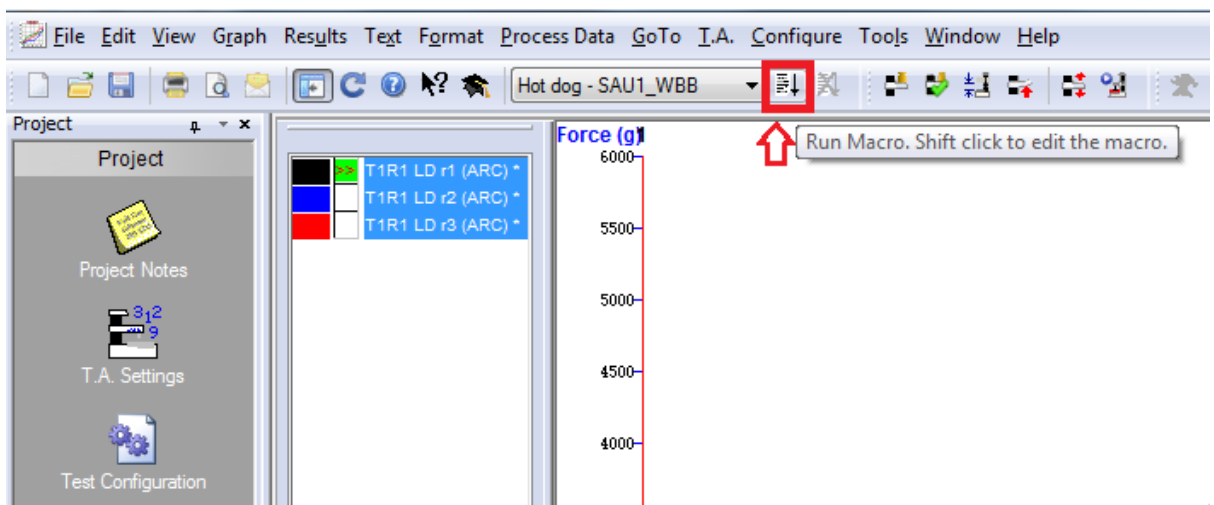 File Edit View Graph Results Text Format Process Data GoTo T.A. Configure Tools Window Help
Hot dog - SAU1_WBB
Run Macro. Shift click to edit the macro.
Project
Project
Project Notes
312
9
T.A. Settings
Test Configuration
>> T1R1 LD r1 (ARC) *
T1R1 LD r2 (ARC) *
T1R1 LD r3 (ARC) *
Force (g)
6000
5500
5000
4500
4000